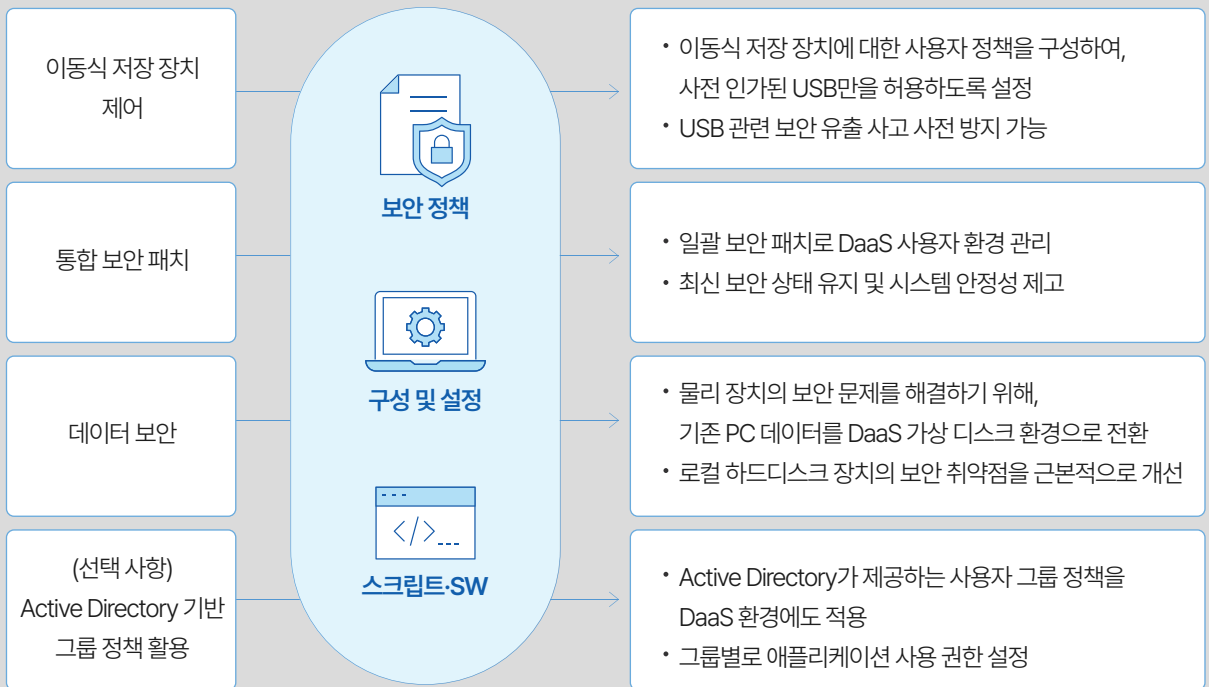 이동식 저장 장치
제어
통합 보안 패치
데이터 보안
(선택 사항)
Active Directory 기반
그룹 정책 활용
보안 정책
구성 및 설정
</>
스크립트·SW
• 이동식 저장 장치에 대한 사용자 정책을 구성하여,
사전 인가된 USB만을 허용하도록 설정
• USB 관련 보안 유출 사고 사전 방지 가능
• 일괄 보안 패치로 DaaS 사용자 환경 관리
• 최신 보안 상태 유지 및 시스템 안정성 제고
• 물리 장치의 보안 문제를 해결하기 위해,
기존 PC 데이터를 DaaS 가상 디스크 환경으로 전환
• 로컬 하드디스크 장치의 보안 취약점을 근본적으로 개선
• Active Directory가 제공하는 사용자 그룹 정책을
DaaS 환경에도 적용
• 그룹별로 애플리케이션 사용 권한 설정